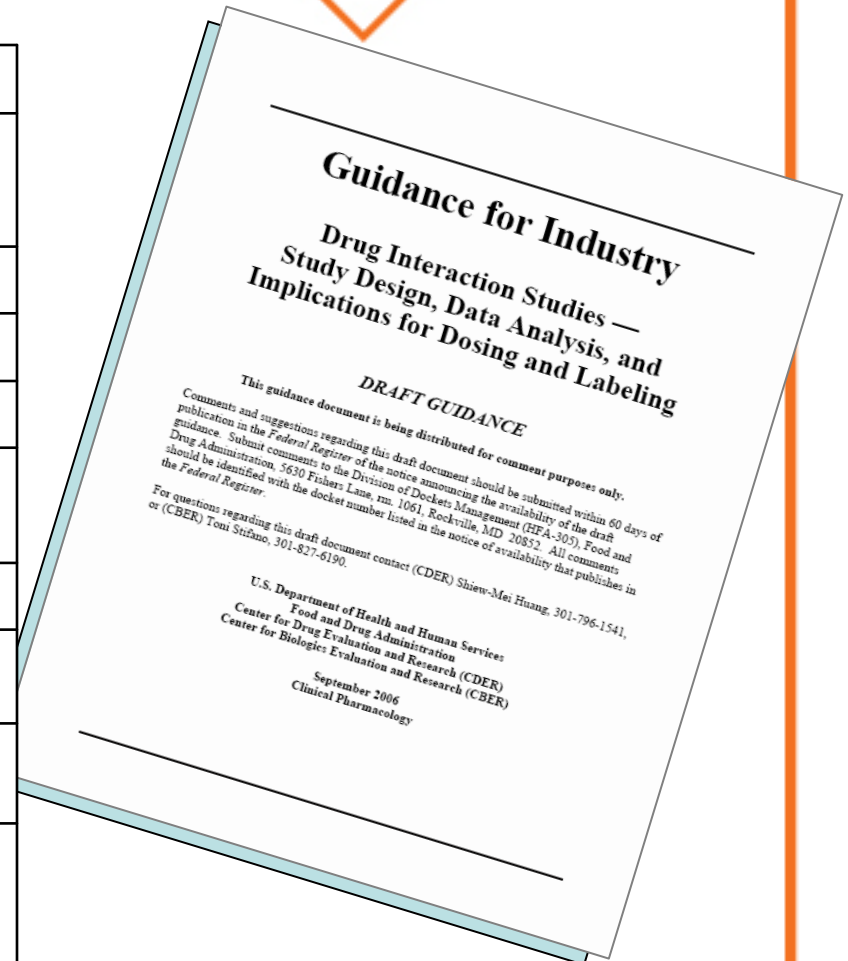 Guidance for Industry
Drug Interaction Studies —
Study Design, Data Analysis, and
Implications for Dosing and Labeling
DRAFT GUIDANCE
This guidance document is being distributed for comment purposes only.
Comments and suggestions regarding this draft document should be submitted within 60 days of
publication in the Federal Register of the notice announcing the availability of the draft
guidance. Submit comments to the Division of Dockets Management (HFA-305), Food and
Drug Administration, 5630 Fishers Lane, rm. 1061, Rockville, MD 20852. All comments
should be identified with the docket number listed in the notice of availability that publishes in
the Federal Register.
For questions regarding this draft document contact (CDER) Shiew-Mei Huang, 301-796-1541,
or (CBER) Toni Stifano, 301-827-6190.
U.S. Department of Health and Human Services
Food and Drug Administration
Center for Drug Evaluation and Research (CDER)
Center for Biologics Evaluation and Research (CBER)
September 2006
Clinical Pharmacology